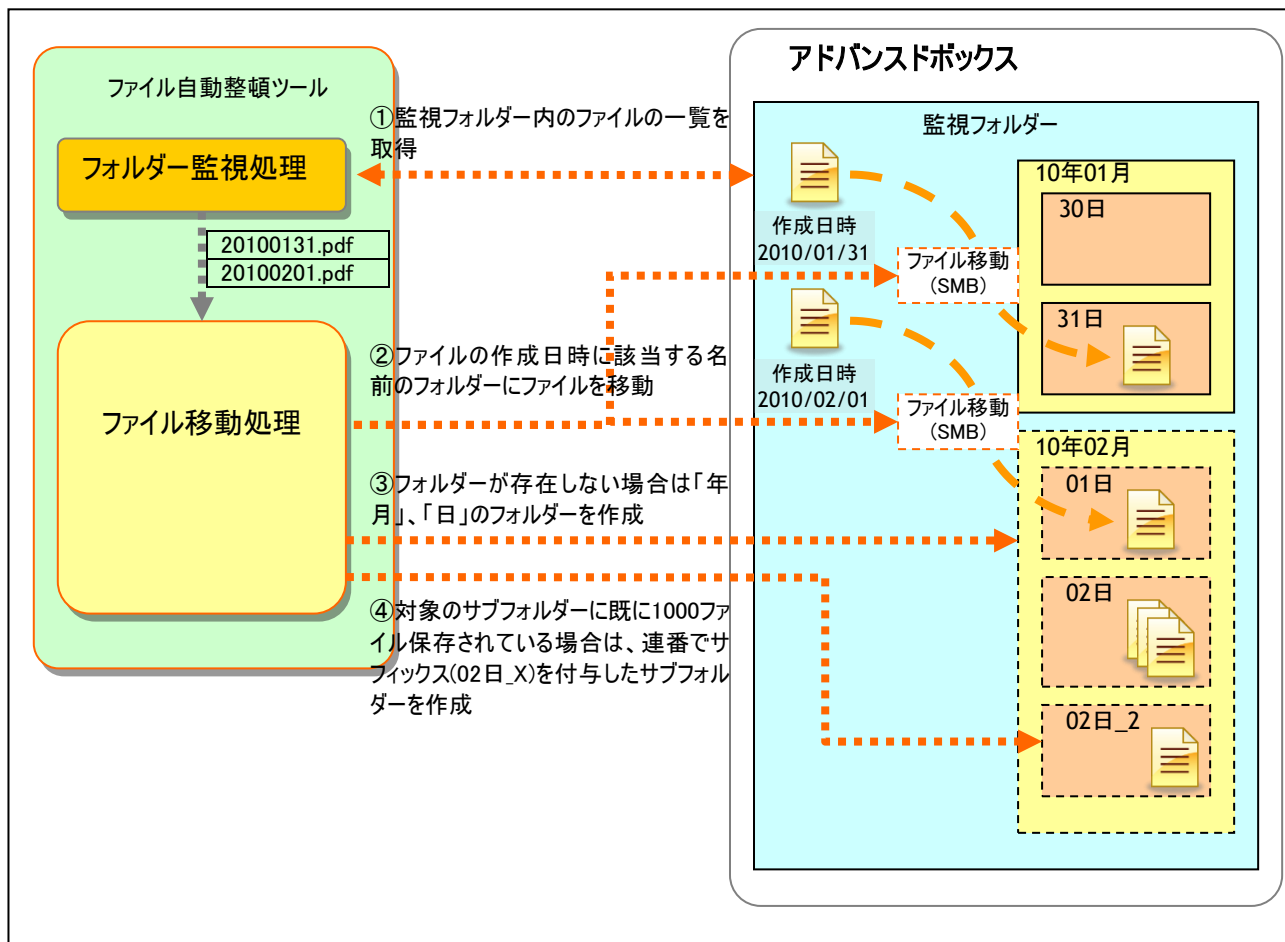 アドバンスドボックス
ファイル自動整頓ツール
フォルダー監視処理
20100131.pdf
20100201.pdf
ファイル移動処理
①監視フォルダー内のファイルの一覧を
取得
②ファイルの作成日時に該当する名
前のフォルダーにファイルを移動
③フォルダーが存在しない場合は「年
月」、「日」のフォルダーを作成
④対象のサブフォルダーに既に1000ファ
イル保存されている場合は、連番でサ
フィックス(02日_X)を付与したサブフォル
ダーを作成
監視フォルダー
作成日時
2010/01/31
ファイル移動
(SMB)
作成日時
2010/02/01
ファイル移動
(SMB)
10年01月
30日
31日
10年02月
01日
02日
02日_2